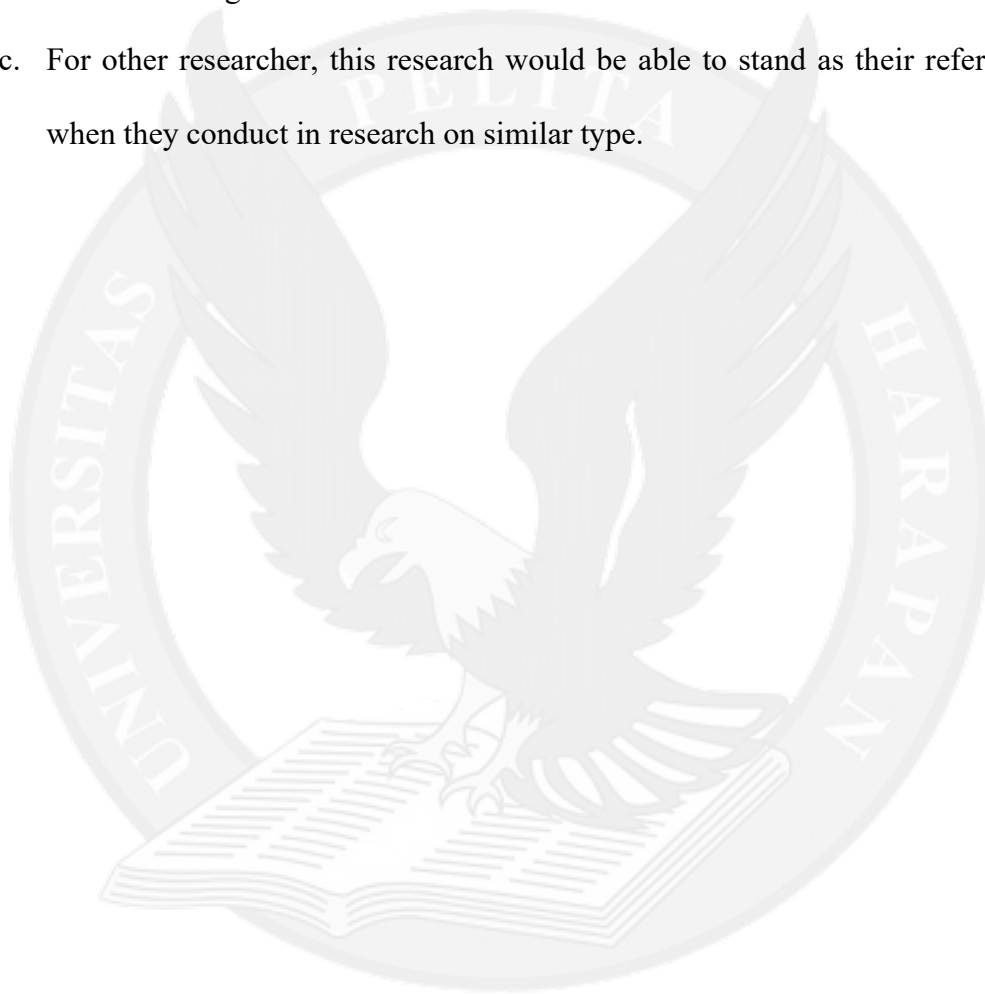 c. For other researcher, this research would be able to stand as their refer
when they conduct in research on similar type.
UNIVERSITAS PELITA HARAPAN